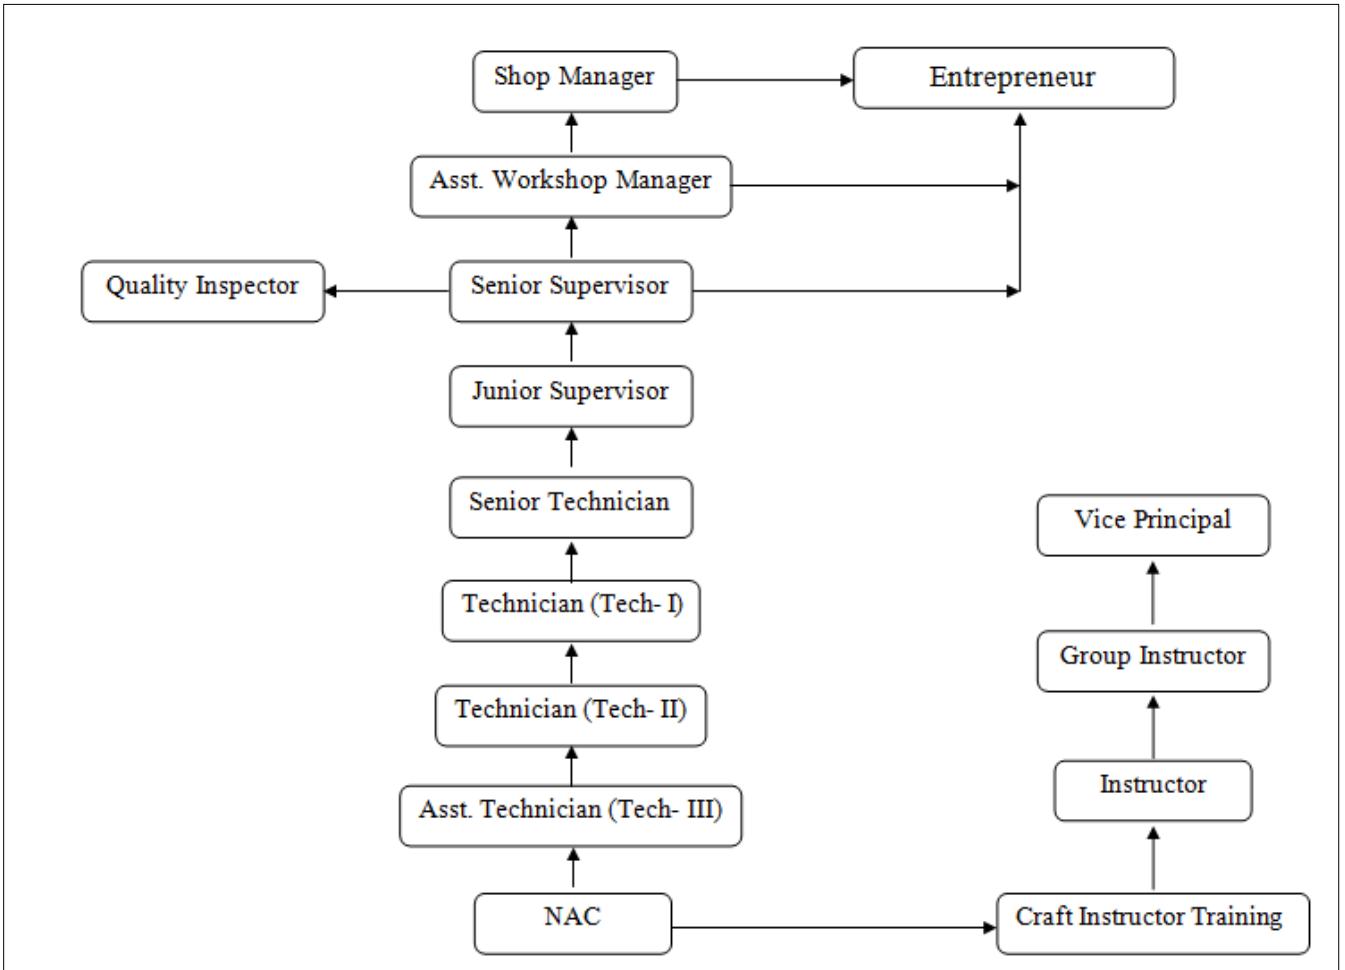 Shop Manager
Entrepreneur
Asst. Workshop Manager
Quality Inspector
Senior Supervisor
Junior Supervisor
Senior Technician
Vice Principal
Technician (Tech- I)
Group Instructor
Technician (Tech- II)
Instructor
Asst. Technician (Tech- III)
NAC
Craft Instructor Training